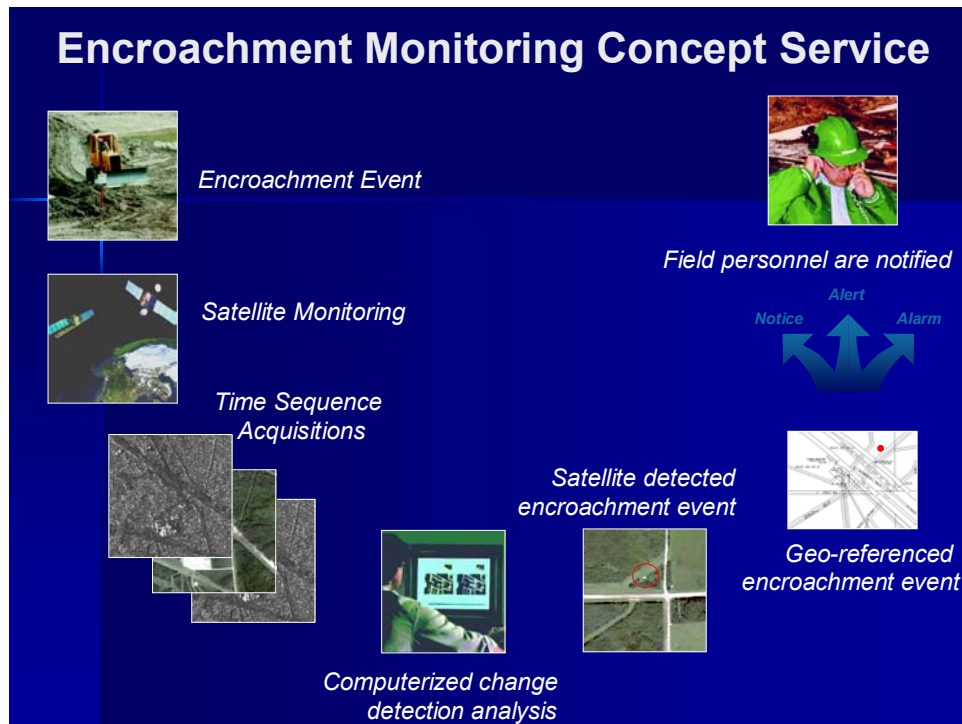 Encroachment Monitoring Concept Service
Encroachment Event
Field personnel are notified
Alert
Notice
Alarm
Satellite Monitoring
Time Sequence
Acquisitions
Satellite detected
encroachment event
Geo-referenced
encroachment event
Computerized change
detection analysis